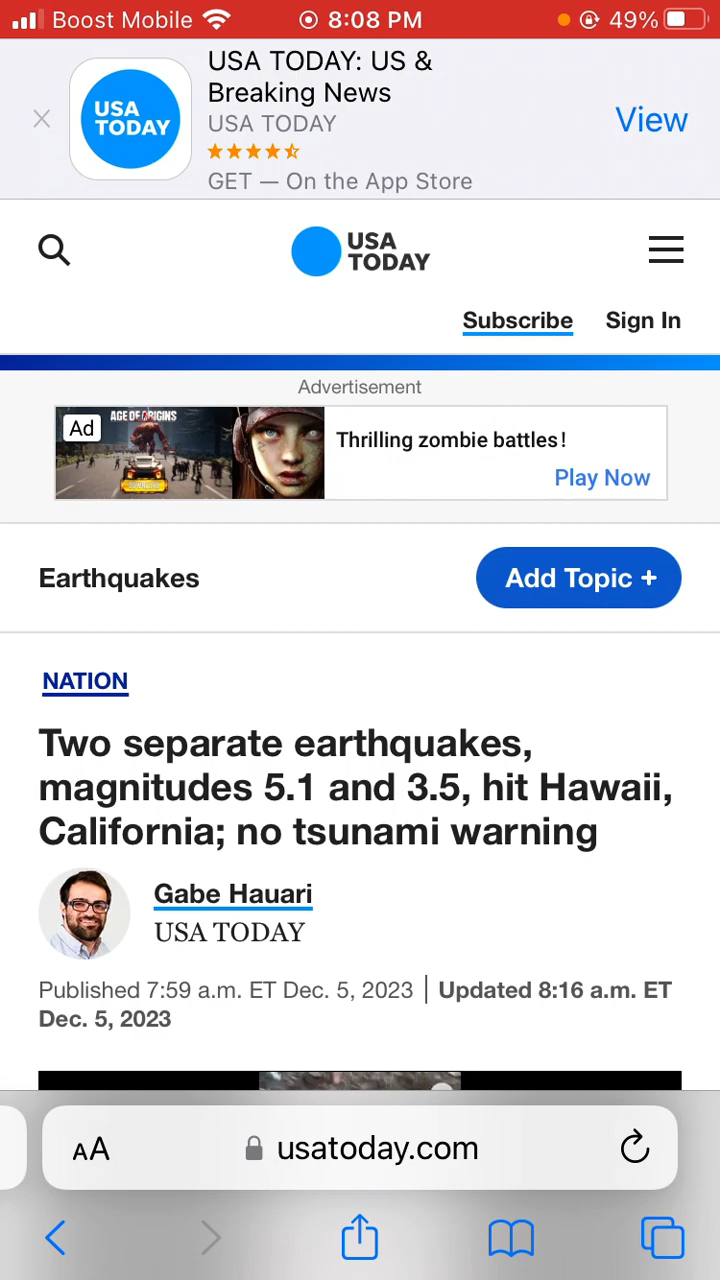 Boost Mobile 8:08 PM 49%
USA TODAY: US &
Breaking News
USA TODAY
GET — On the App Store
View
USA
TODAY
USA
TODAY
Subscribe Sign In
Advertisement
Ad
AGE OF ORIGINS
Thrilling zombie battles!
Play Now
Earthquakes
Add Topic +
NATION
Two separate earthquakes,
magnitudes 5.1 and 3.5, hit Hawaii,
California; no tsunami warning
Gabe Hauari
USA TODAY
Published 7:59 a.m. ET Dec. 5, 2023 | Updated 8:16 a.m. ET
Dec. 5, 2023
AA usatoday.com